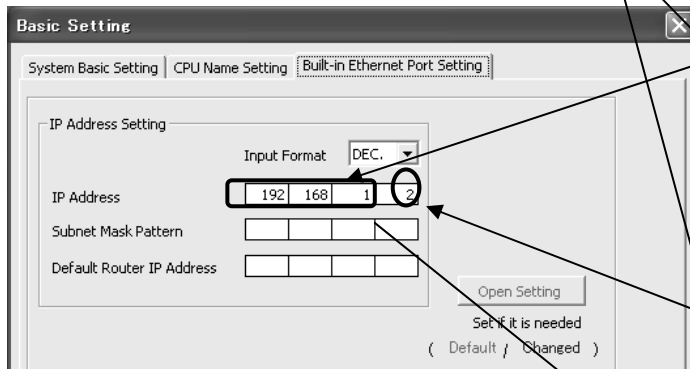 Basic Setting
System Basic Setting CPU Name Setting Built-in Ethernet Port Setting
IP Address Setting
Input Format DEC.
IP Address 192 168 1 2
Subnet Mask Pattern
Default Router IP Address
Open Setting
Set if it is needed
( Default / Changed )